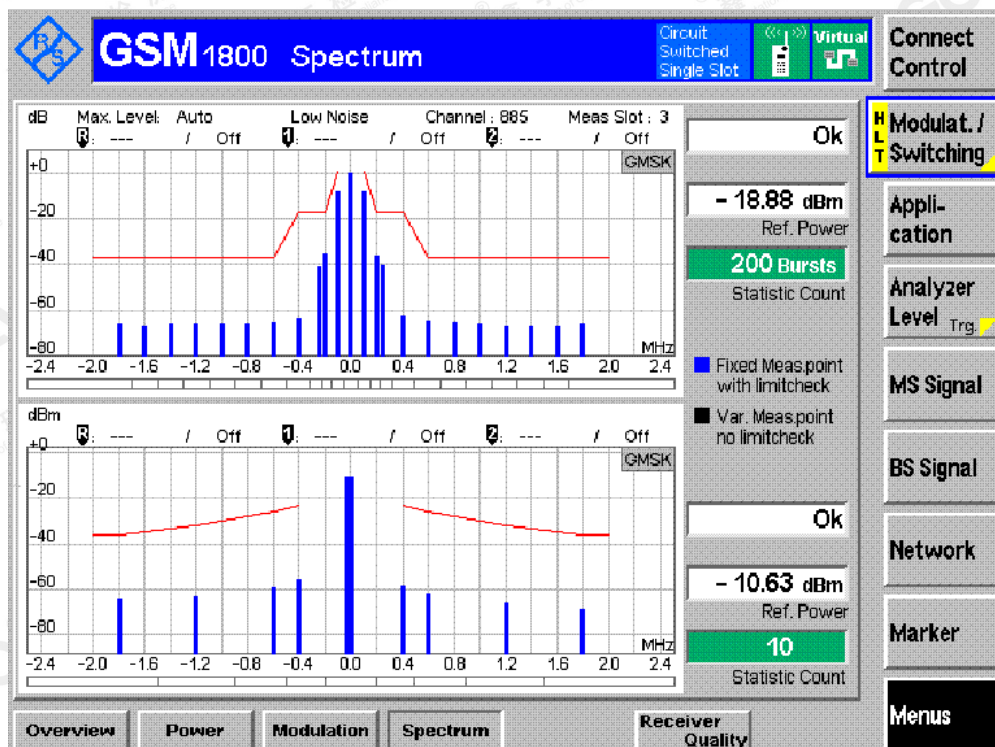 R/S
GSM 1800 Spectrum
Circuit
Switched
Single Slot
Virtual
Connect
Control
dB Max. Level: Auto Low Noise Channel : 885 Meas Slot : 3
R: --- / Off 1: --- / Off 2: --- / Off
GMSK
+0
-20
-40
-60
-80
MHz
-2.4 -2.0 -1.6 -1.2 -0.8 -0.4 0.0 0.4 0.8 1.2 1.6 2.0 2.4
Ok
- 18.88 dBm
Ref. Power
200 Bursts
Statistic Count
Fixed Meas.point
with limitcheck
Var. Meas.point
no limitcheck
dBm
R: --- / Off 1: --- / Off 2: --- / Off
GMSK
+0
-20
-40
-60
-80
MHz
-2.4 -2.0 -1.6 -1.2 -0.8 -0.4 0.0 0.4 0.8 1.2 1.6 2.0 2.4
Ok
- 10.63 dBm
Ref. Power
10
Statistic Count
HLT
Modulat. /
Switching
Appli-
cation
Analyzer
Level Trg.
MS Signal
BS Signal
Network
Marker
Menus
Overview Power Modulation Spectrum Receiver
Quality